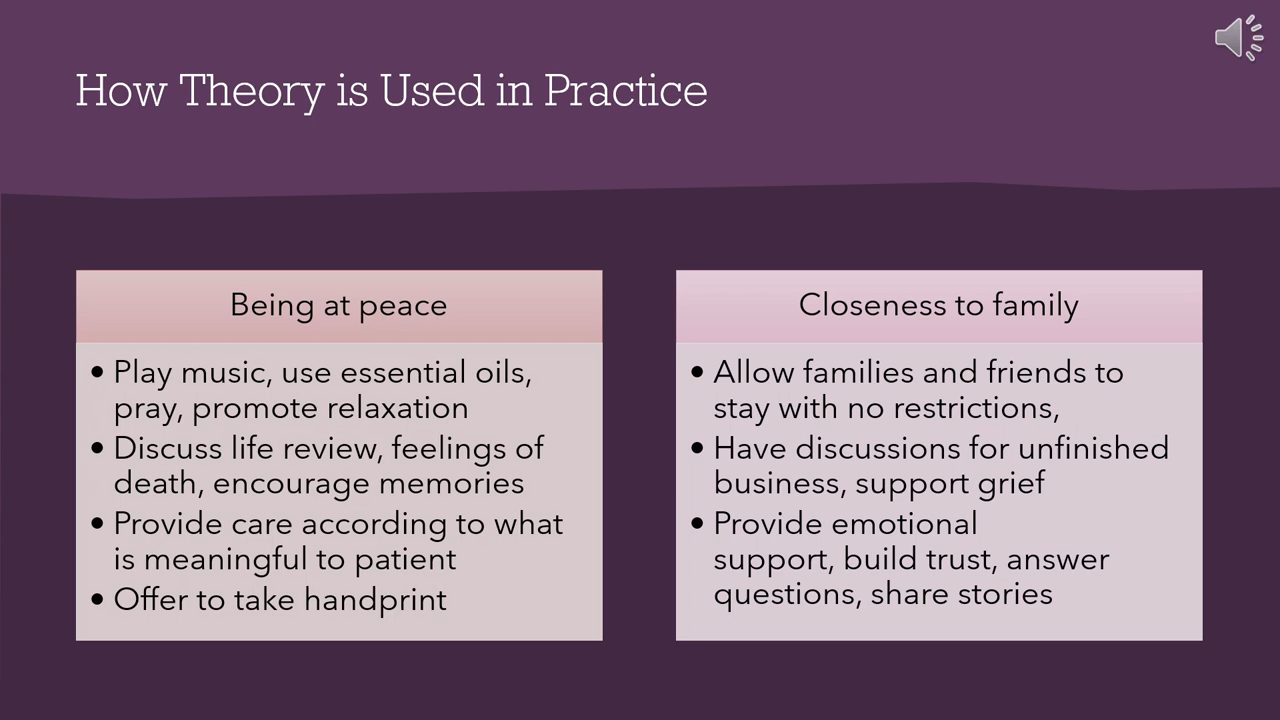 How Theory is Used in Practice
Being at peace
• Play music, use essential oils,
pray, promote relaxation
• Discuss life review, feelings of
death, encourage memories
• Provide care according to what
is meaningful to patient
• Offer to take handprint
Closeness to family
• Allow families and friends to
stay with no restrictions,
• Have discussions for unfinished
business, support grief
• Provide emotional
support, build trust, answer
questions, share stories